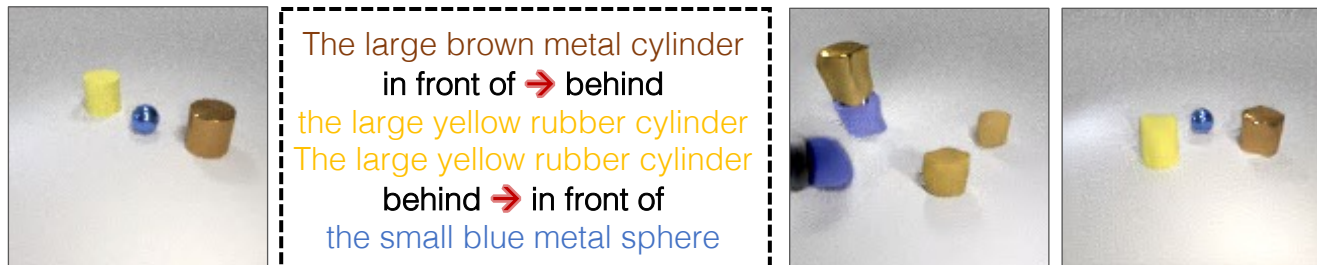 The large brown metal cylinder
in front of → behind
the large yellow rubber cylinder
The large yellow rubber cylinder
behind → in front of
the small blue metal sphere